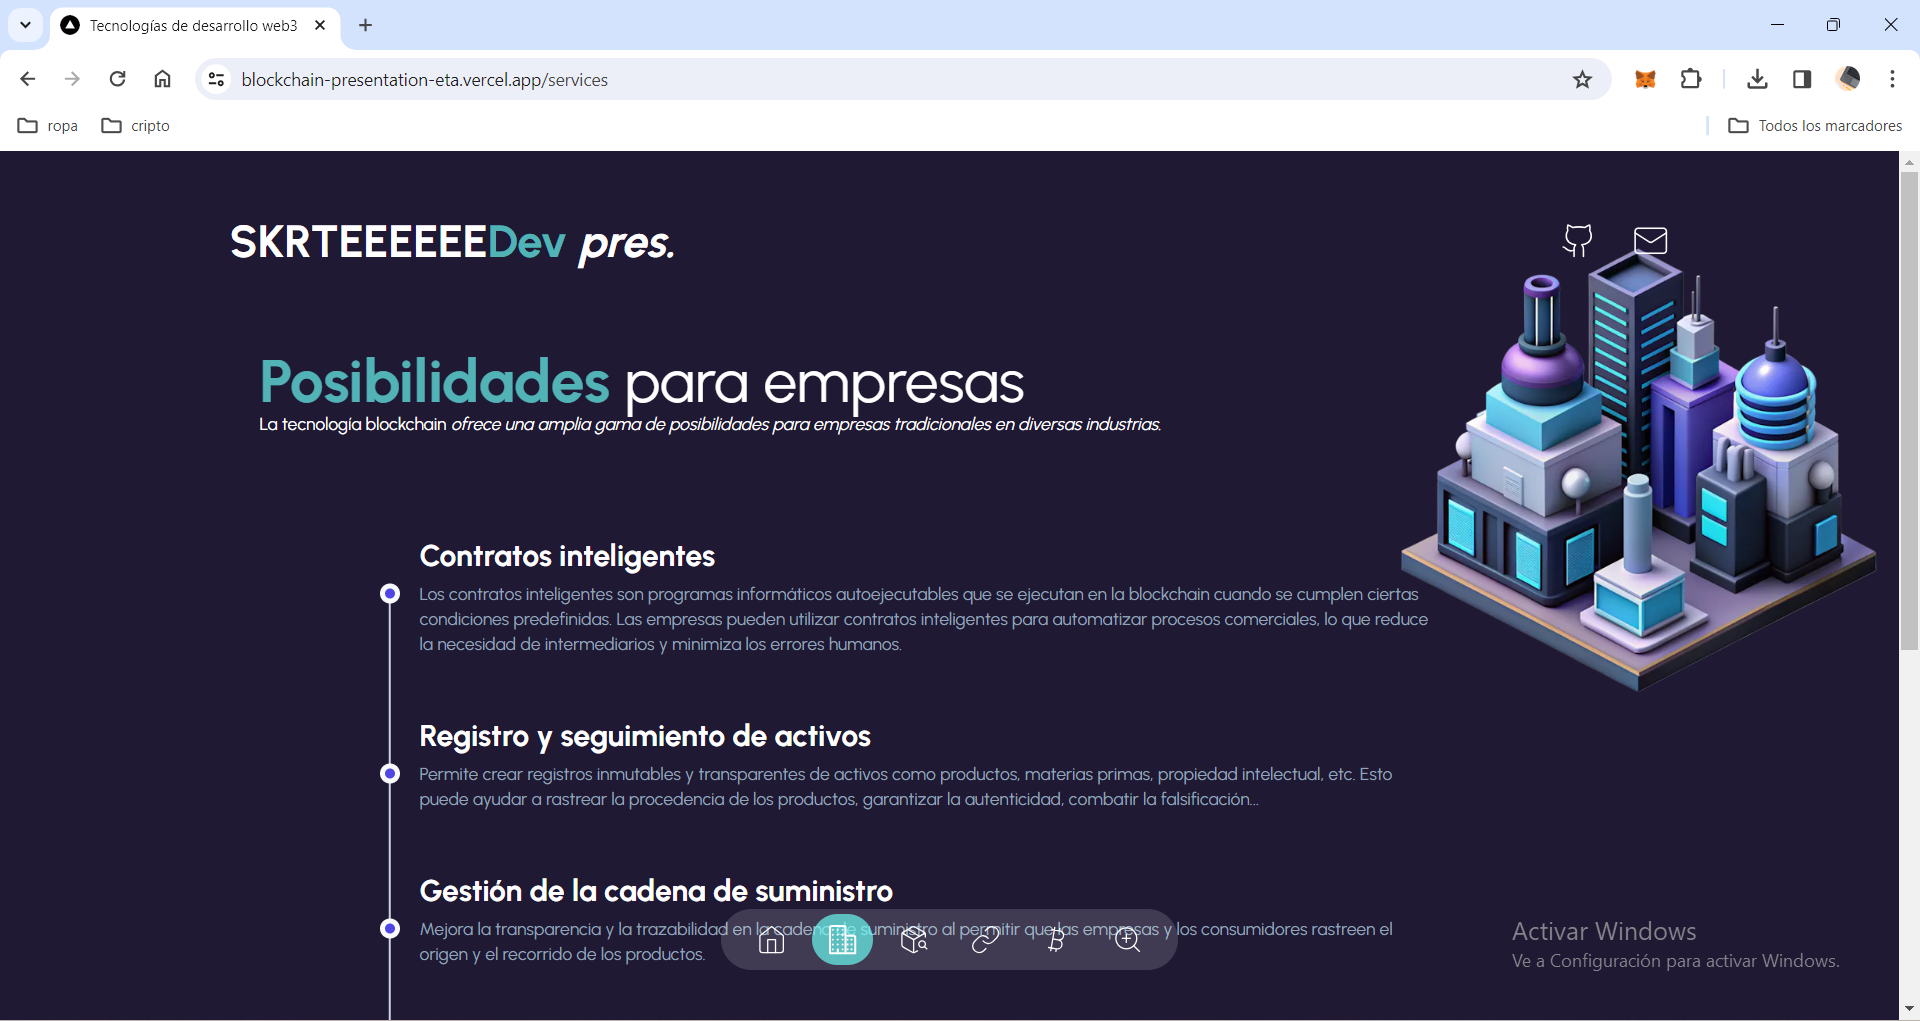 Tecnologías de desarrollo web3
blockchain-presentation-eta.vercel.app/services
ropa
cripto
Todos los marcadores
SKRTEEEEEEDev pres.
Posibilidades para empresas
La tecnología blockchain ofrece una amplia gama de posibilidades para empresas tradicionales en diversas industrias.
Contratos inteligentes
Los contratos inteligentes son programas informáticos autoejecutables que se ejecutan en la blockchain cuando se cumplen ciertas
condiciones predefinidas. Las empresas pueden utilizar contratos inteligentes para automatizar procesos comerciales, lo que reduce
la necesidad de intermediarios y minimiza los errores humanos.
Registro y seguimiento de activos
Permite crear registros inmutables y transparentes de activos como productos, materias primas, propiedad intelectual, etc. Esto
puede ayudar a rastrear la procedencia de los productos, garantizar la autenticidad, combatir la falsificación...
Gestión de la cadena de suministro
Mejora la transparencia y la trazabilidad en la cadena de suministro al permitir que las empresas y los consumidores rastreen el
origen y el recorrido de los productos.
Activar Windows
Ve a Configuración para activar Windows.